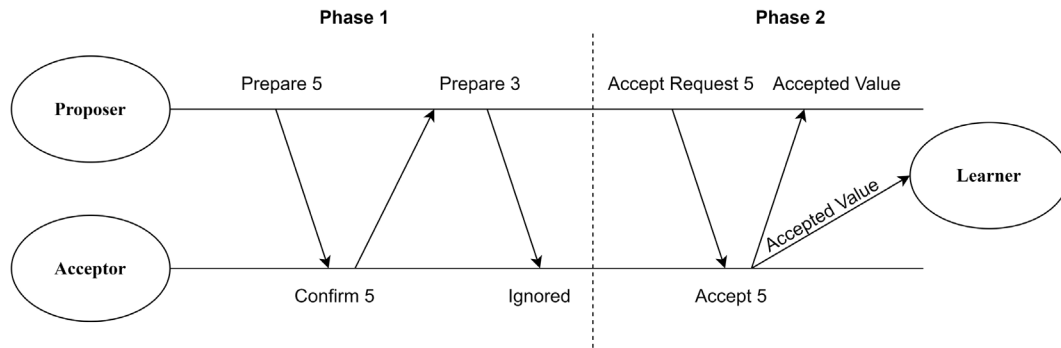 Phase 1
Phase 2
Prepare 5
Prepare 3
Accept Request 5
Accepted Value
Proposer
Learner
Accepted Value
Acceptor
Confirm 5
Ignored
Accept 5